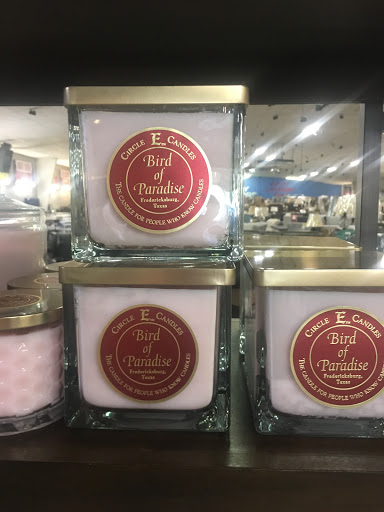 CIRCLE E CANDLES
Bird
of
Paradise
Fredericksburg,
Texas
THE CANDLE FOR PEOPLE WHO KNOW CANDLES
CIRCLE E CANDLES
Bird
of
Paradise
Fredericksburg,
Texas
THE CANDLE FOR PEOPLE WHO KNOW CANDLES
CIRCLE E CANDLES
Bird
of
Paradise
Fredericksburg,
Texas
THE CANDLE FOR PEOPLE WHO KNOW CANDLES